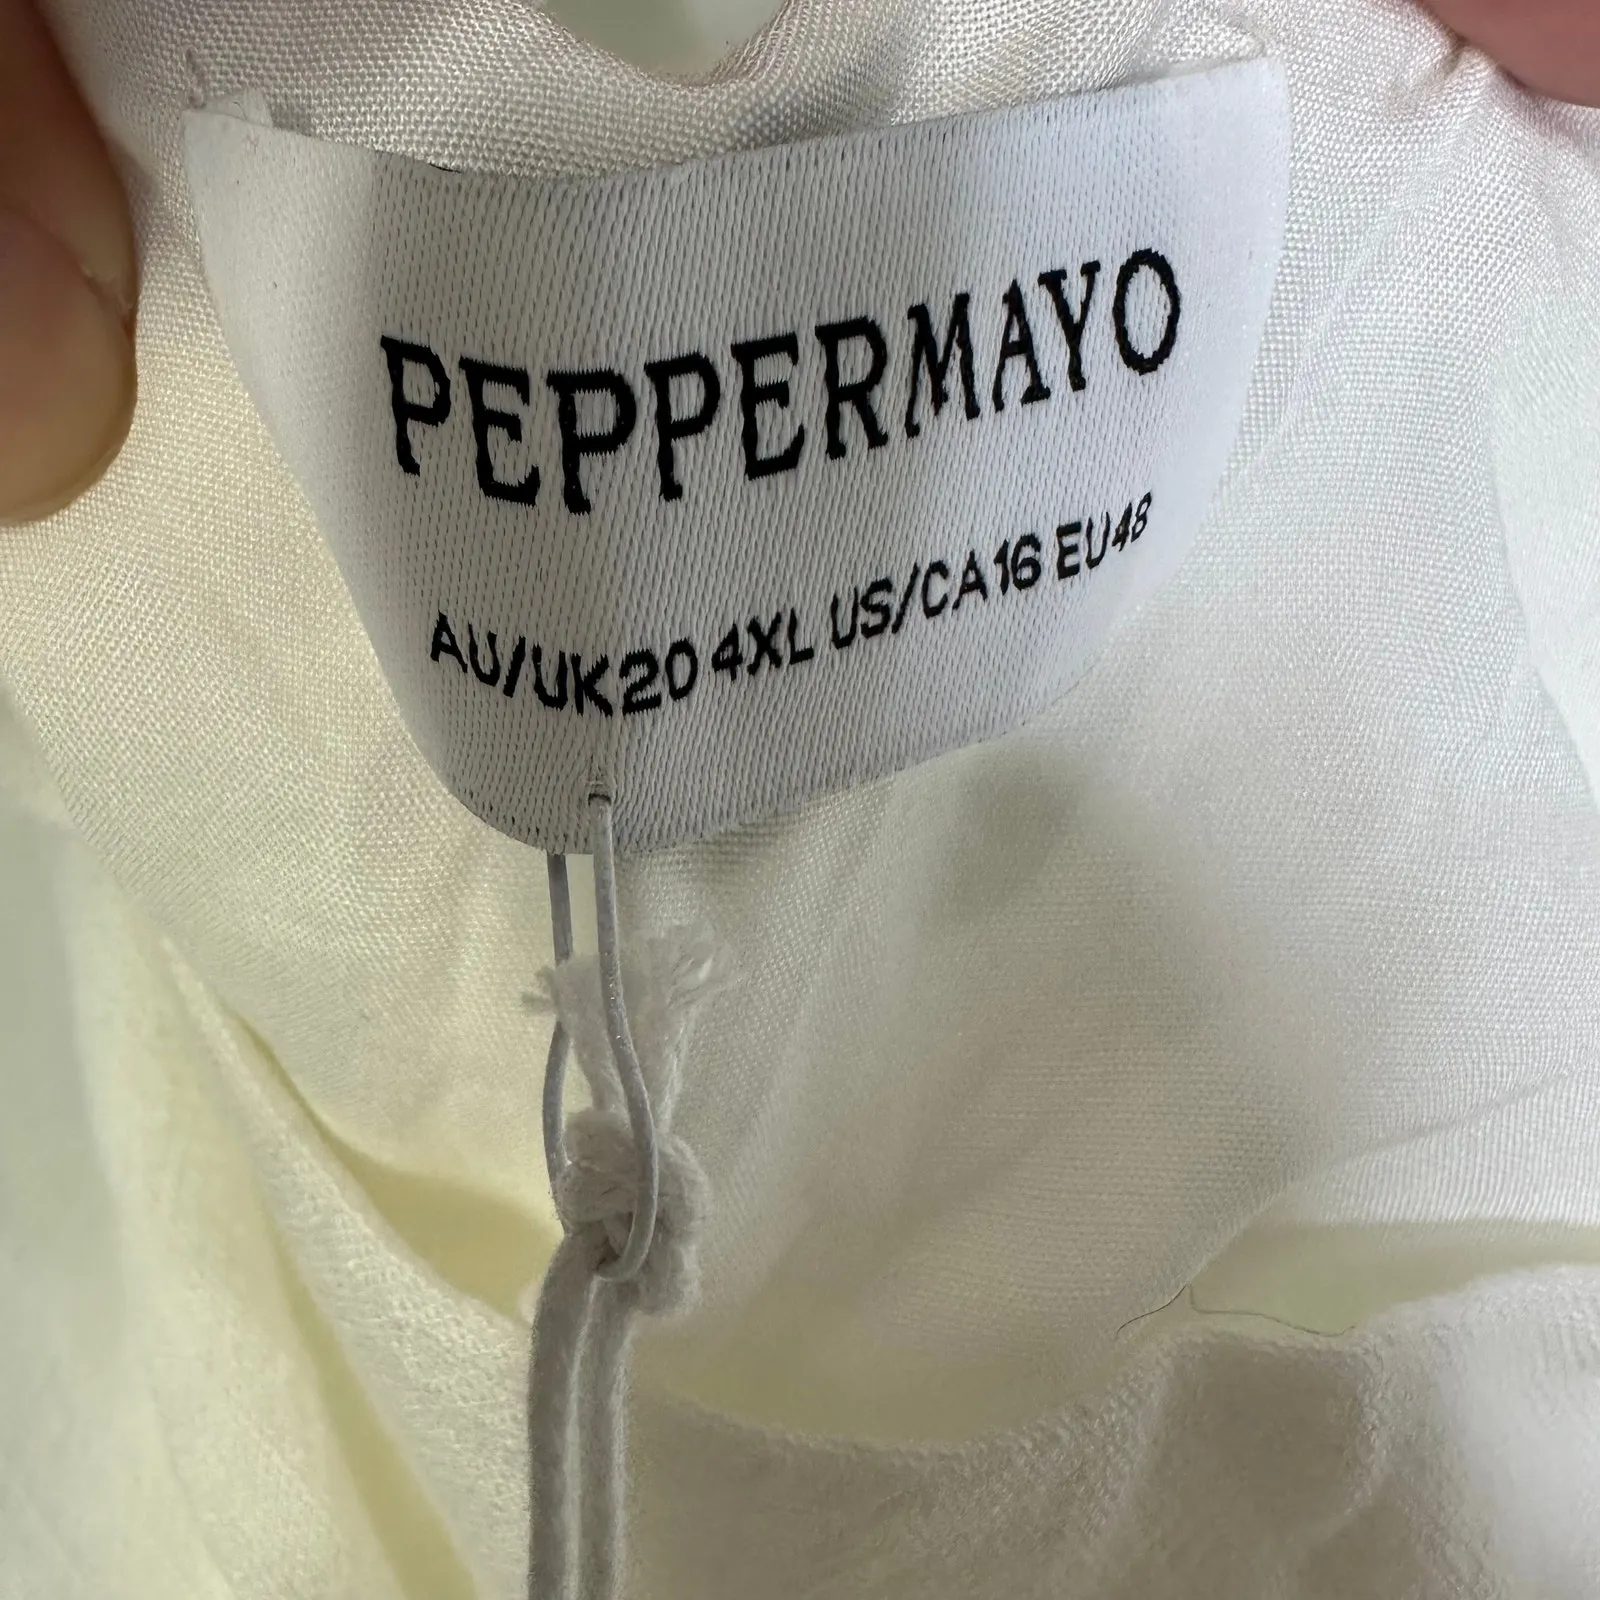 PEPPERMAYO
AU/UK20 4XL US/CA16 EU48